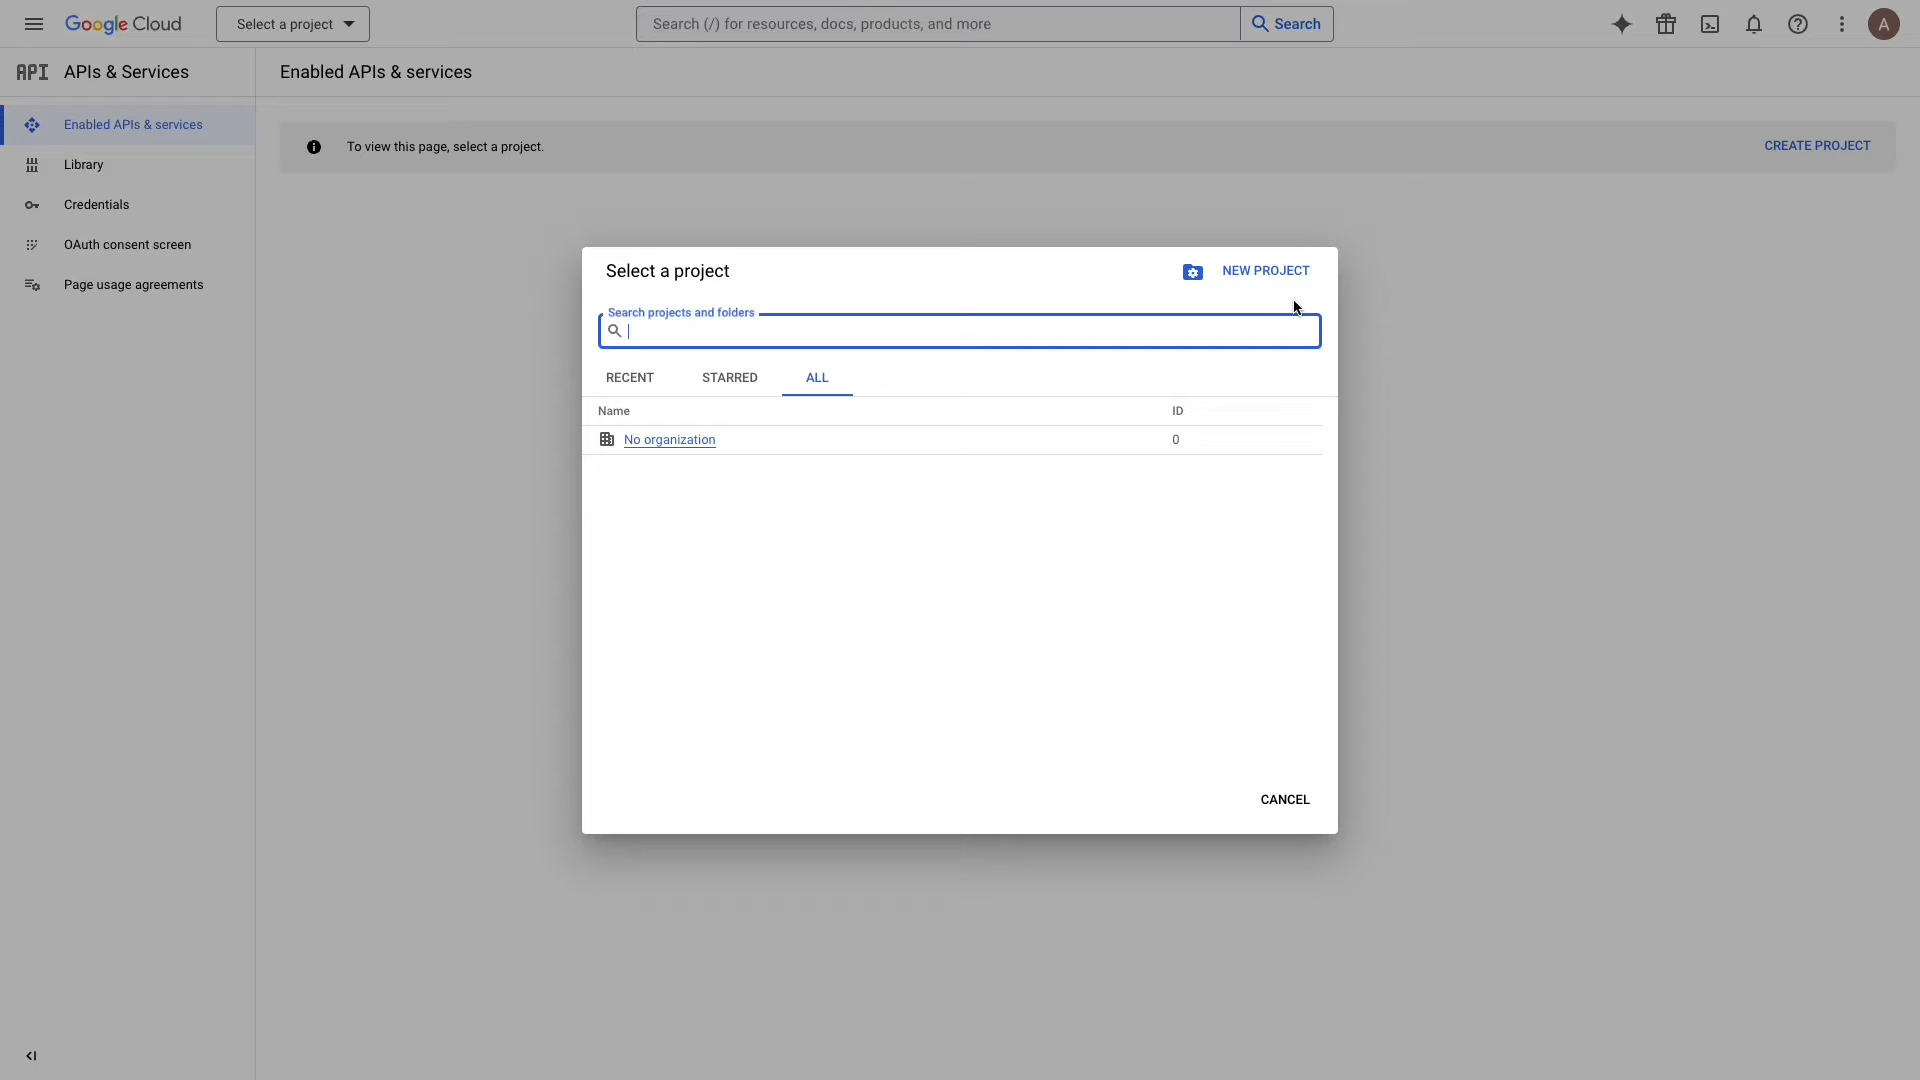 Google Cloud
Select a project
Search (/) for resources, docs, products, and more
Search
A
API
APIs & Services
Enabled APIs & services
Enabled APIs & services
Library
Credentials
OAuth consent screen
Page usage agreements
To view this page, select a project.
CREATE PROJECT
Select a project
NEW PROJECT
Search projects and folders
RECENT
STARRED
ALL
Name
ID
No organization
0
CANCEL